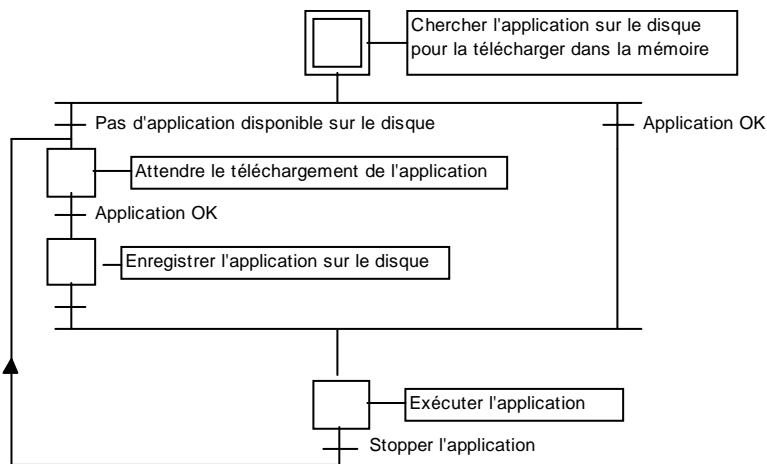 Chercher l'application sur le disque
pour la télécharger dans la mémoire
Pas d'application disponible sur le disque
Application OK
Attendre le téléchargement de l'application
Application OK
Enregistrer l'application sur le disque
Exécuter l'application
Stopper l'application